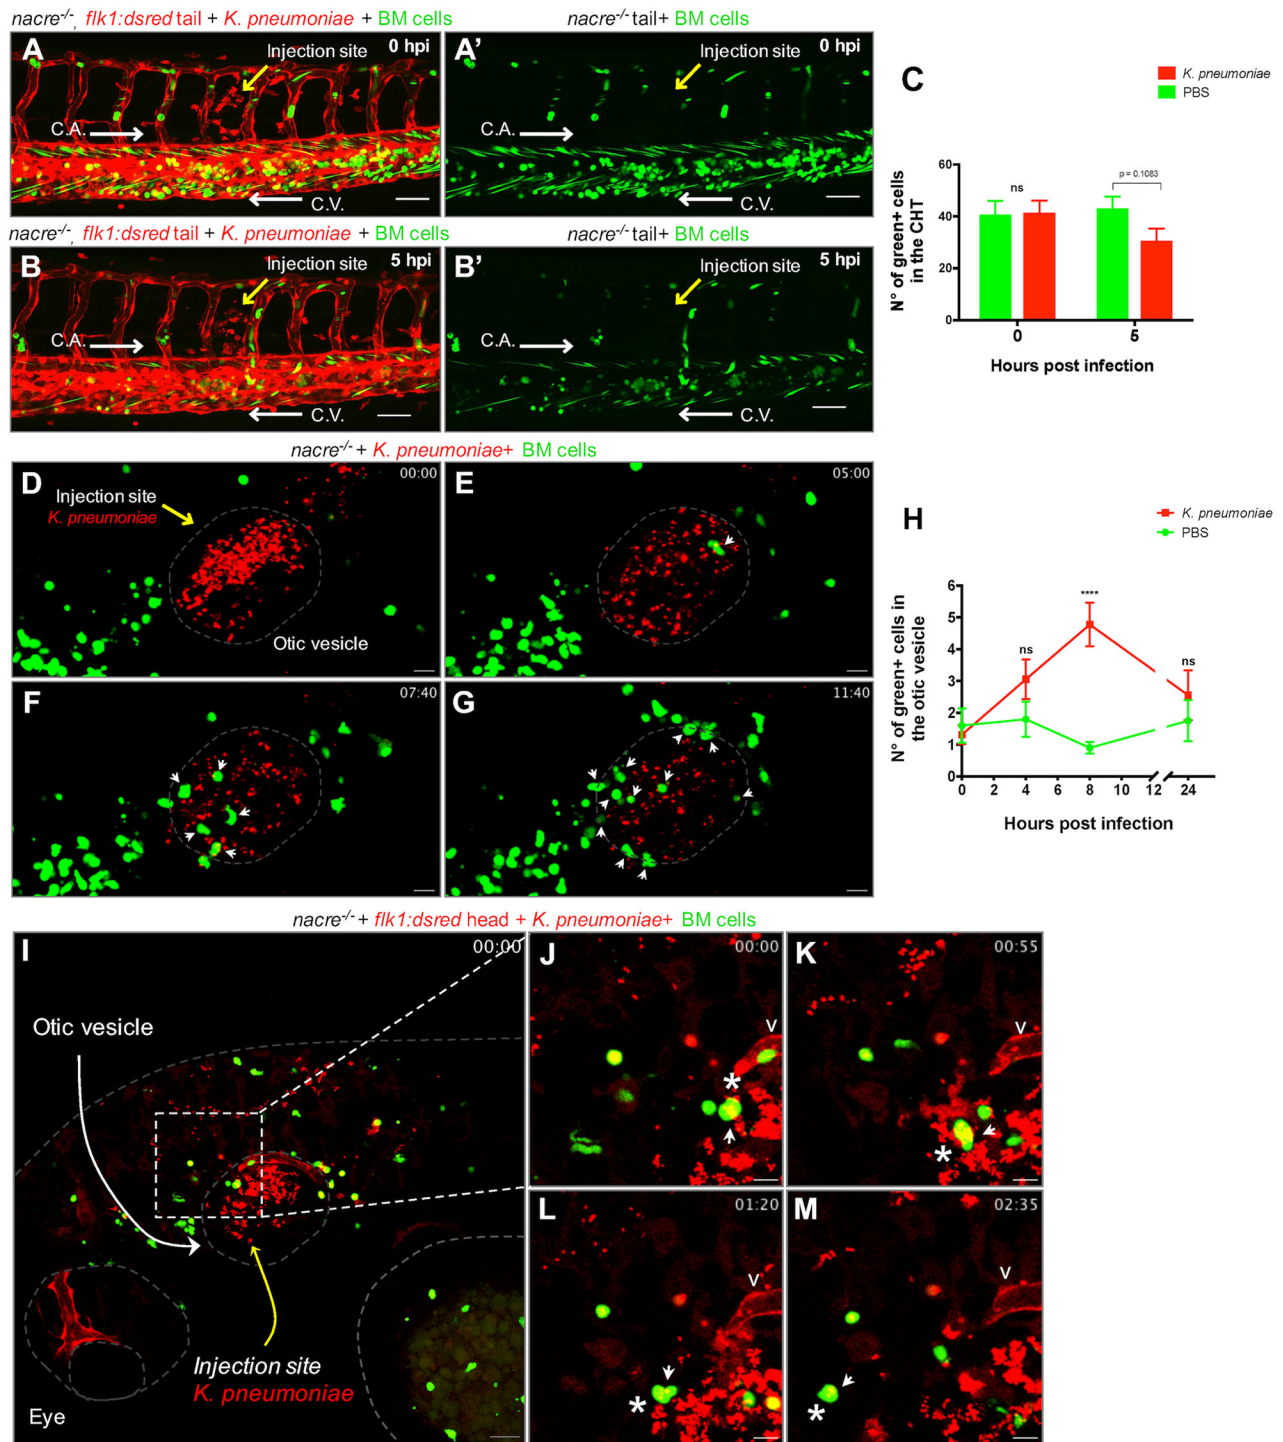 nacre-/-, flk1:dsred tail + K. pneumoniae + BM cells
nacre-/- tail+ BM cells
A
Injection site
0 hpi
C.A.
C.V.
A'
Injection site
0 hpi
C.A.
C.V.
C
K. pneumoniae
PBS
N° of green+ cells
in the CHT
60
40
20
0
ns
p = 0.1083
0
5
Hours post infection
nacre-/-, flk1:dsred tail + K. pneumoniae + BM cells
nacre-/- tail+ BM cells
B
Injection site
5 hpi
C.A.
C.V.
B'
Injection site
5 hpi
C.A.
C.V.
nacre-/- + K. pneumoniae+ BM cells
D
00:00
Injection site
K. pneumoniae
Otic vesicle
E
05:00
F
07:40
G
11:40
H
K. pneumoniae
PBS
N° of green+ cells in
the otic vesicle
6
5
4
3
2
1
0
ns
****
ns
0 2 4 6 8 10 12 24
Hours post infection
nacre-/- + flk1:dsred head + K. pneumoniae+ BM cells
I
00:00
Otic vesicle
Injection site
K. pneumoniae
Eye
J
00:00
V
*
K
00:55
V
*
L
01:20
V
*
M
02:35
V
*